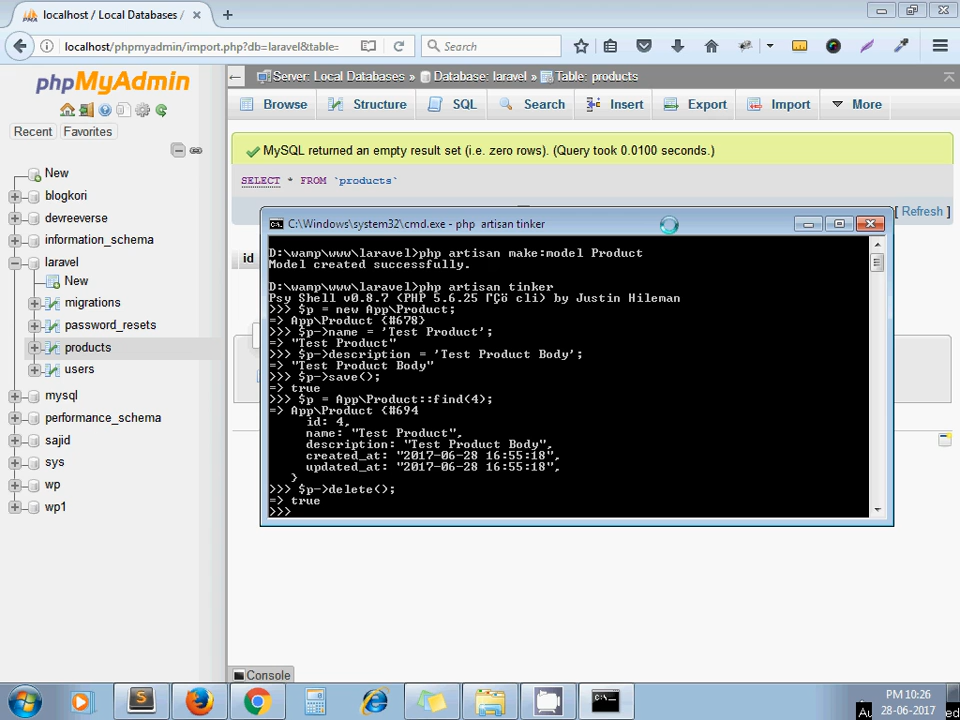 localhost / Local Databases /
localhost/phpmyadmin/import.php?db=laravel&table=
Search
phpMyAdmin
Recent
Favorites
New
blogkori
devreeverse
information_schema
laravel
New
migrations
password_resets
products
users
mysql
performance_schema
sajid
sys
wp
wp1
Server: Local Databases » Database: laravel » Table: products
Browse
Structure
SQL
Search
Insert
Export
Import
More
MySQL returned an empty result set (i.e. zero rows). (Query took 0.0100 seconds.)
SELECT * FROM `products`
[ Refresh ]
id
C:\Windows\system32\cmd.exe - php artisan tinker
D:\wamp\www\laravel>php artisan make:model Product
Model created successfully.
D:\wamp\www\laravel>php artisan tinker
Psy Shell v0.8.7 (PHP 5.6.25 ΓÇö cli) by Justin Hileman
>>> $p = new App\Product;
=> App\Product {#678}
>>> $p->name = 'Test Product';
=> "Test Product"
>>> $p->description = 'Test Product Body';
=> "Test Product Body"
>>> $p->save();
=> true
>>> $p = App\Product::find(4);
=> App\Product {#694
id: 4,
name: "Test Product",
description: "Test Product Body",
created_at: "2017-06-28 16:55:18",
updated_at: "2017-06-28 16:55:18",
}
>>> $p->delete();
=> true
>>>
Console
PM 10:26
28-06-2017